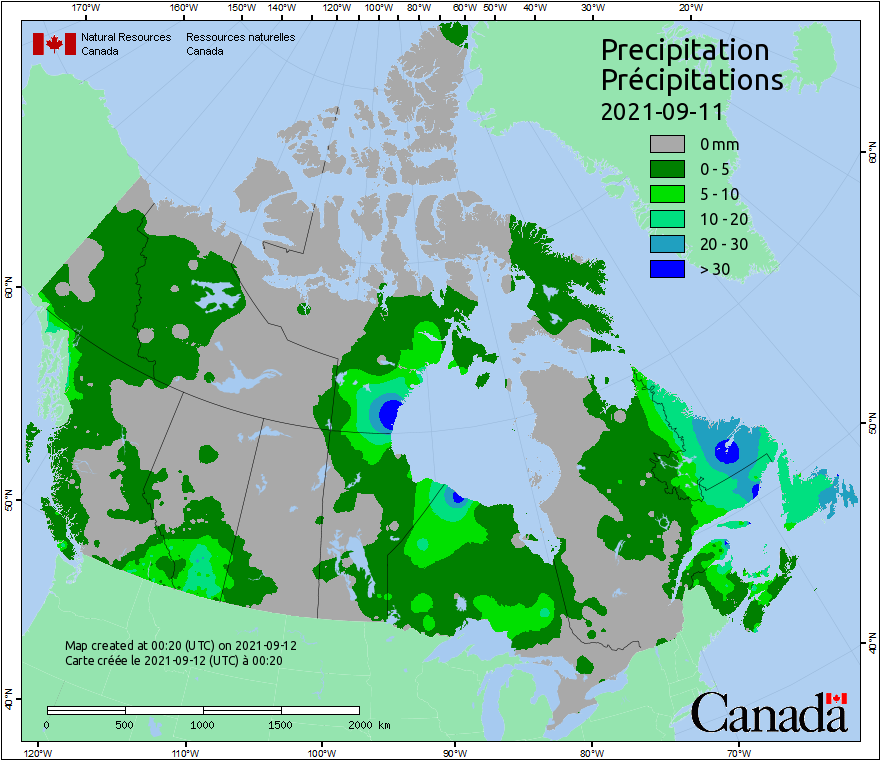 170°W 160°W 150°W 140°W 120°W 100°W 80°W 60°W 50°W 40°W 30°W 20°W
Natural Resources Ressources naturelles
Canada Canada
Precipitation
Précipitations
2021-09-11
0 mm
0 - 5
5 - 10
10 - 20
20 - 30
> 30
60°N
60°N
50°N
50°N
40°N
40°N
Map created at 00:20 (UTC) on 2021-09-12
Carte créée le 2021-09-12 (UTC) à 00:20
0 500 1000 1500 2000 km
Canada
120°W 110°W 100°W 90°W 80°W 70°W